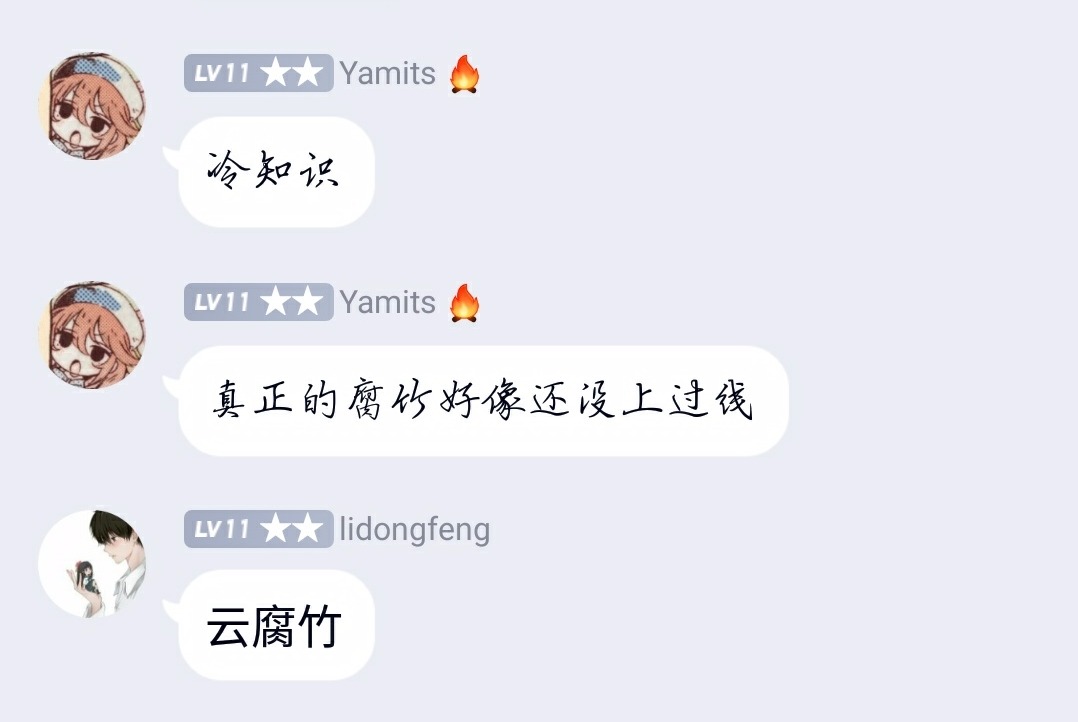 LV11 ★★ Yamits 🔥
冷知识
LV11 ★★ Yamits 🔥
真正的腐竹好像还没上过线
LV11 ★★ lidongfeng
云腐竹